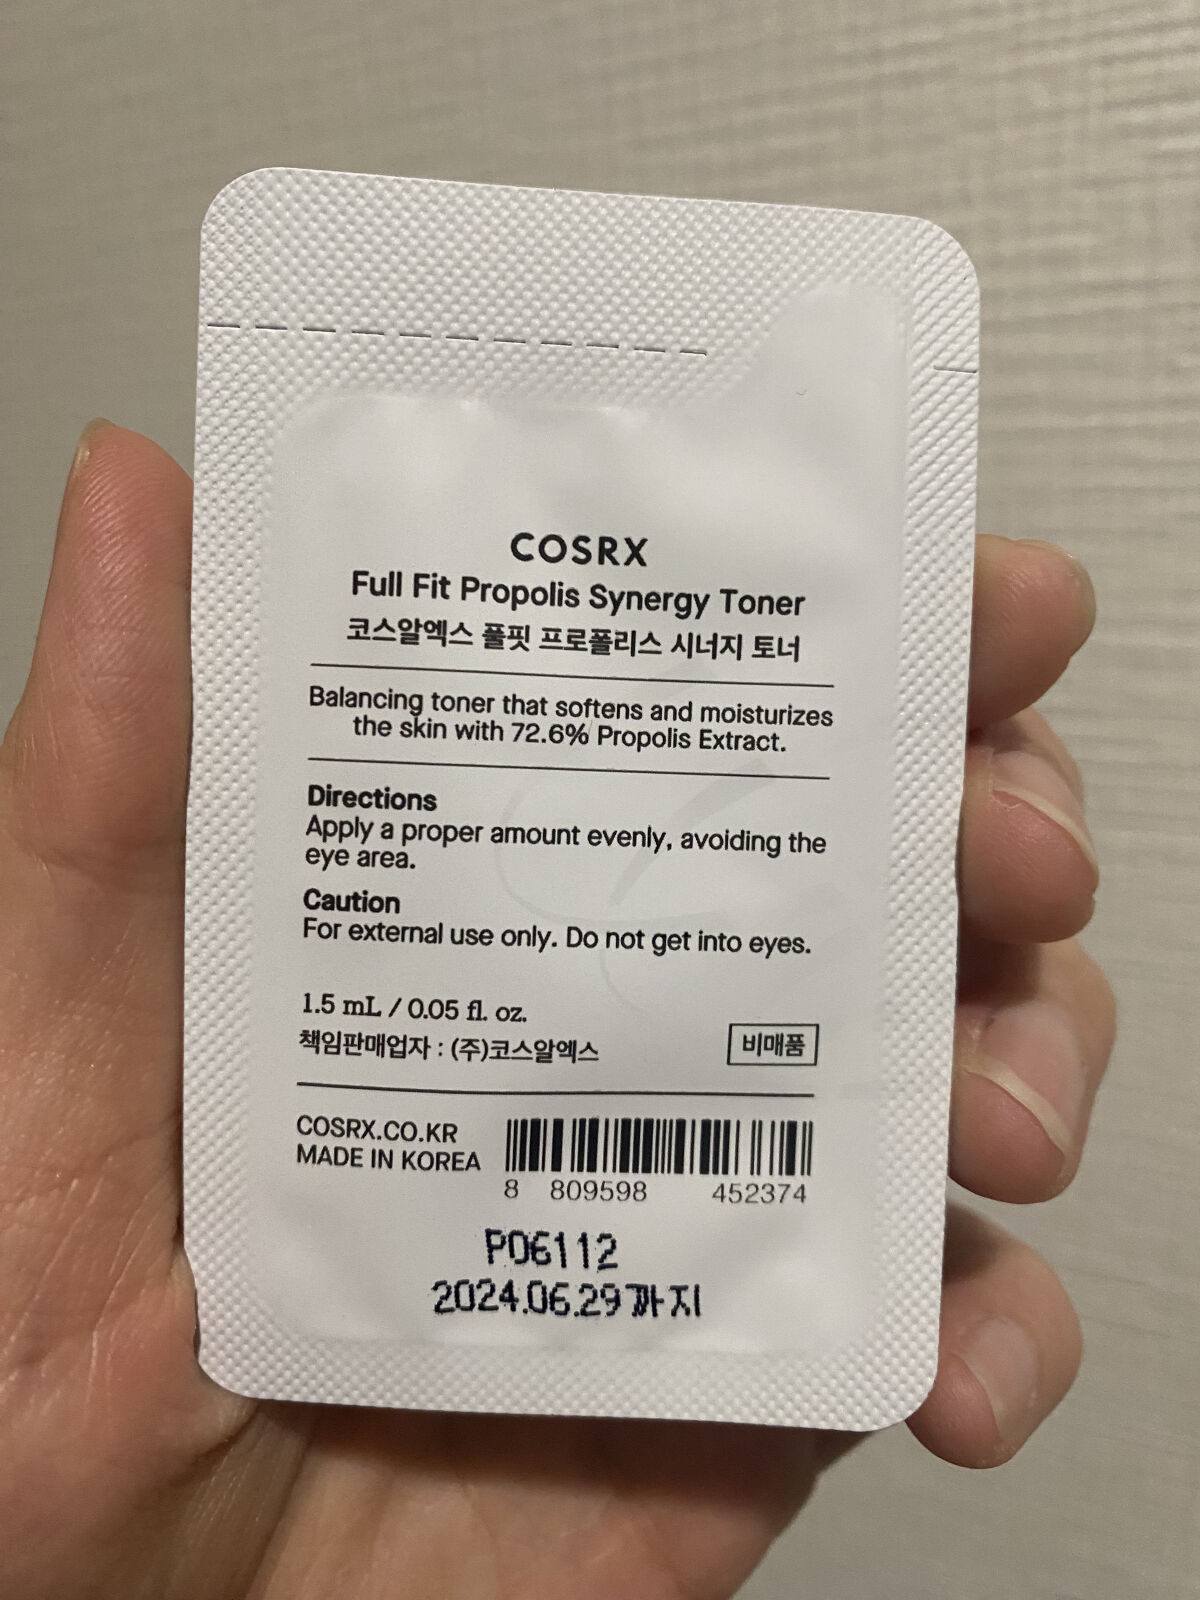 COSRX
Full Fit Propolis Synergy Toner
코스알엑스 풀핏 프로폴리스 시너지 토너
Balancing toner that softens and moisturizes
the skin with 72.6% Propolis Extract.
Directions
Apply a proper amount evenly, avoiding the
eye area.
Caution
For external use only. Do not get into eyes.
1.5 mL / 0.05 fl. oz.
책임판매업자 : (주)코스알엑스
비매품
COSRX.CO.KR
MADE IN KOREA
8 809598 452374
P06112
2024.06.29까지